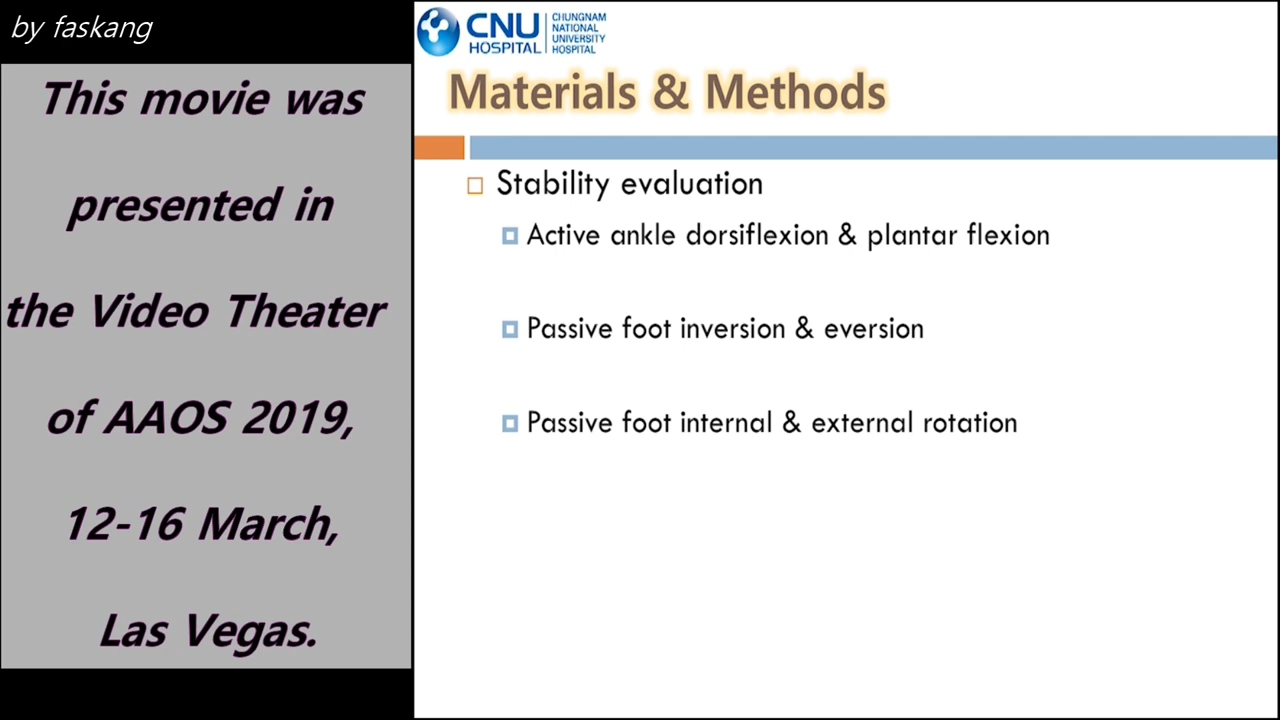 by faskang
This movie was
presented in
the Video Theater
of AAOS 2019,
12-16 March,
Las Vegas.
CNU
HOSPITAL
CHUNGNAM
NATIONAL
UNIVERSITY
HOSPITAL
Materials & Methods
Stability evaluation
Active ankle dorsiflexion & plantar flexion
Passive foot inversion & eversion
Passive foot internal & external rotation